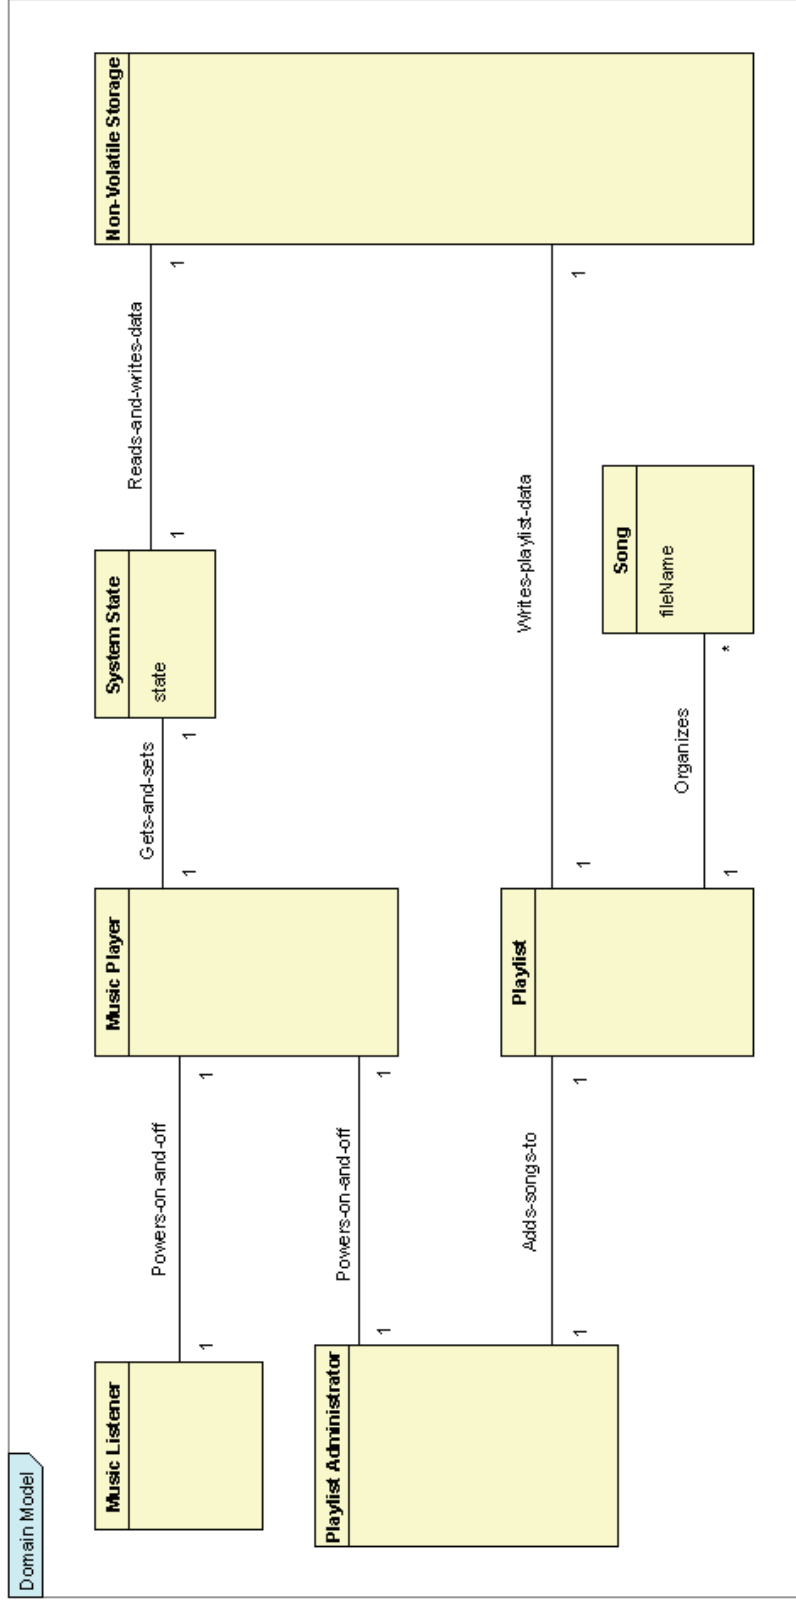 Domain Model
Music Listener
1
Powers-on-and-off
1
Music Player
1
Gets-and-sets
1
System State
state
1
Reads-and-writes-data
1
Non-Volatile Storage
Playlist Administrator
1
Powers-on-and-off
1
1
Adds-songs-to
1
Playlist
1
Writes-playlist-data
1
1
Organizes
*
Song
fileName